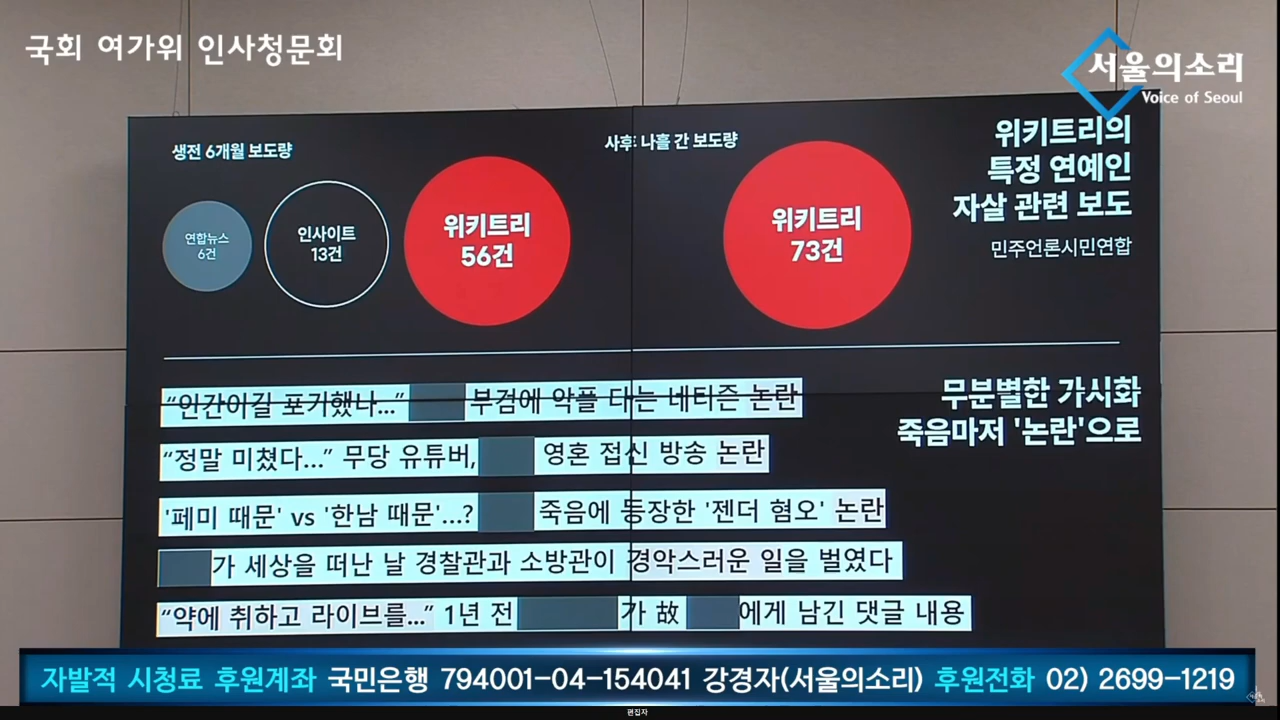 국회 여가위 인사청문회
서울의소리
Voice of Seoul
생전 6개월 보도량
사후 나흘 간 보도량
위키트리의
특정 연예인
자살 관련 보도
민주언론시민연합
연합뉴스
6건
인사이트
13건
위키트리
56건
위키트리
73건
무분별한 가시화
죽음마저 '논란'으로
“인간이길 포기했나...” 부검에 악플 다는 네티즌 논란
“정말 미쳤다...” 무당 유튜버, 영혼 접신 방송 논란
'페미 때문' vs '한남 때문'...? 죽음에 등장한 '젠더 혐오' 논란
가 세상을 떠난 날 경찰관과 소방관이 경악스러운 일을 벌였다
“약에 취하고 라이브를...” 1년 전 가 故 에게 남긴 댓글 내용
자발적 시청료 후원계좌 국민은행 794001-04-154041 강경자(서울의소리) 후원전화 02) 2699-1219
편집자